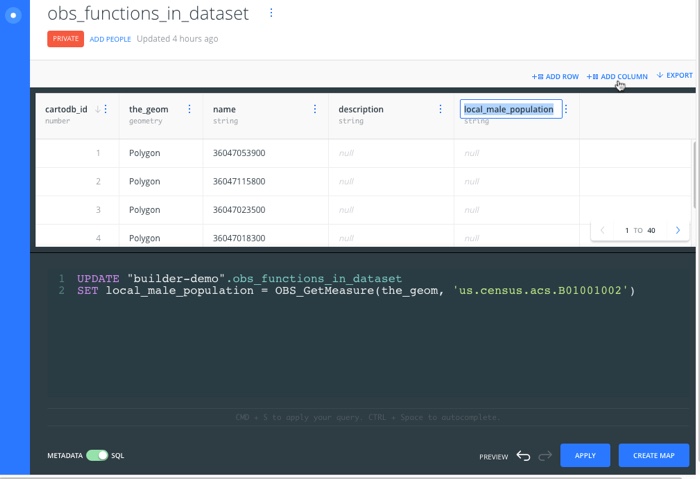 obs_functions_in_dataset
PRIVATE ADD PEOPLE Updated 4 hours ago
ADD ROW ADD COLUMN EXPORT
cartodb_id the_geom name description local_male_population
number geometry string string string
1 Polygon 36047053900 null null
2 Polygon 36047115800 null null
3 Polygon 36047023500 null null
4 Polygon 36047018300 null null
1 TO 40
1 UPDATE "builder-demo".obs_functions_in_dataset
2 SET local_male_population = OBS_GetMeasure(the_geom, 'us.census.acs.B01001002')
CMD + S to apply your query. CTRL + Space to autocomplete.
METADATA SQL PREVIEW APPLY CREATE MAP